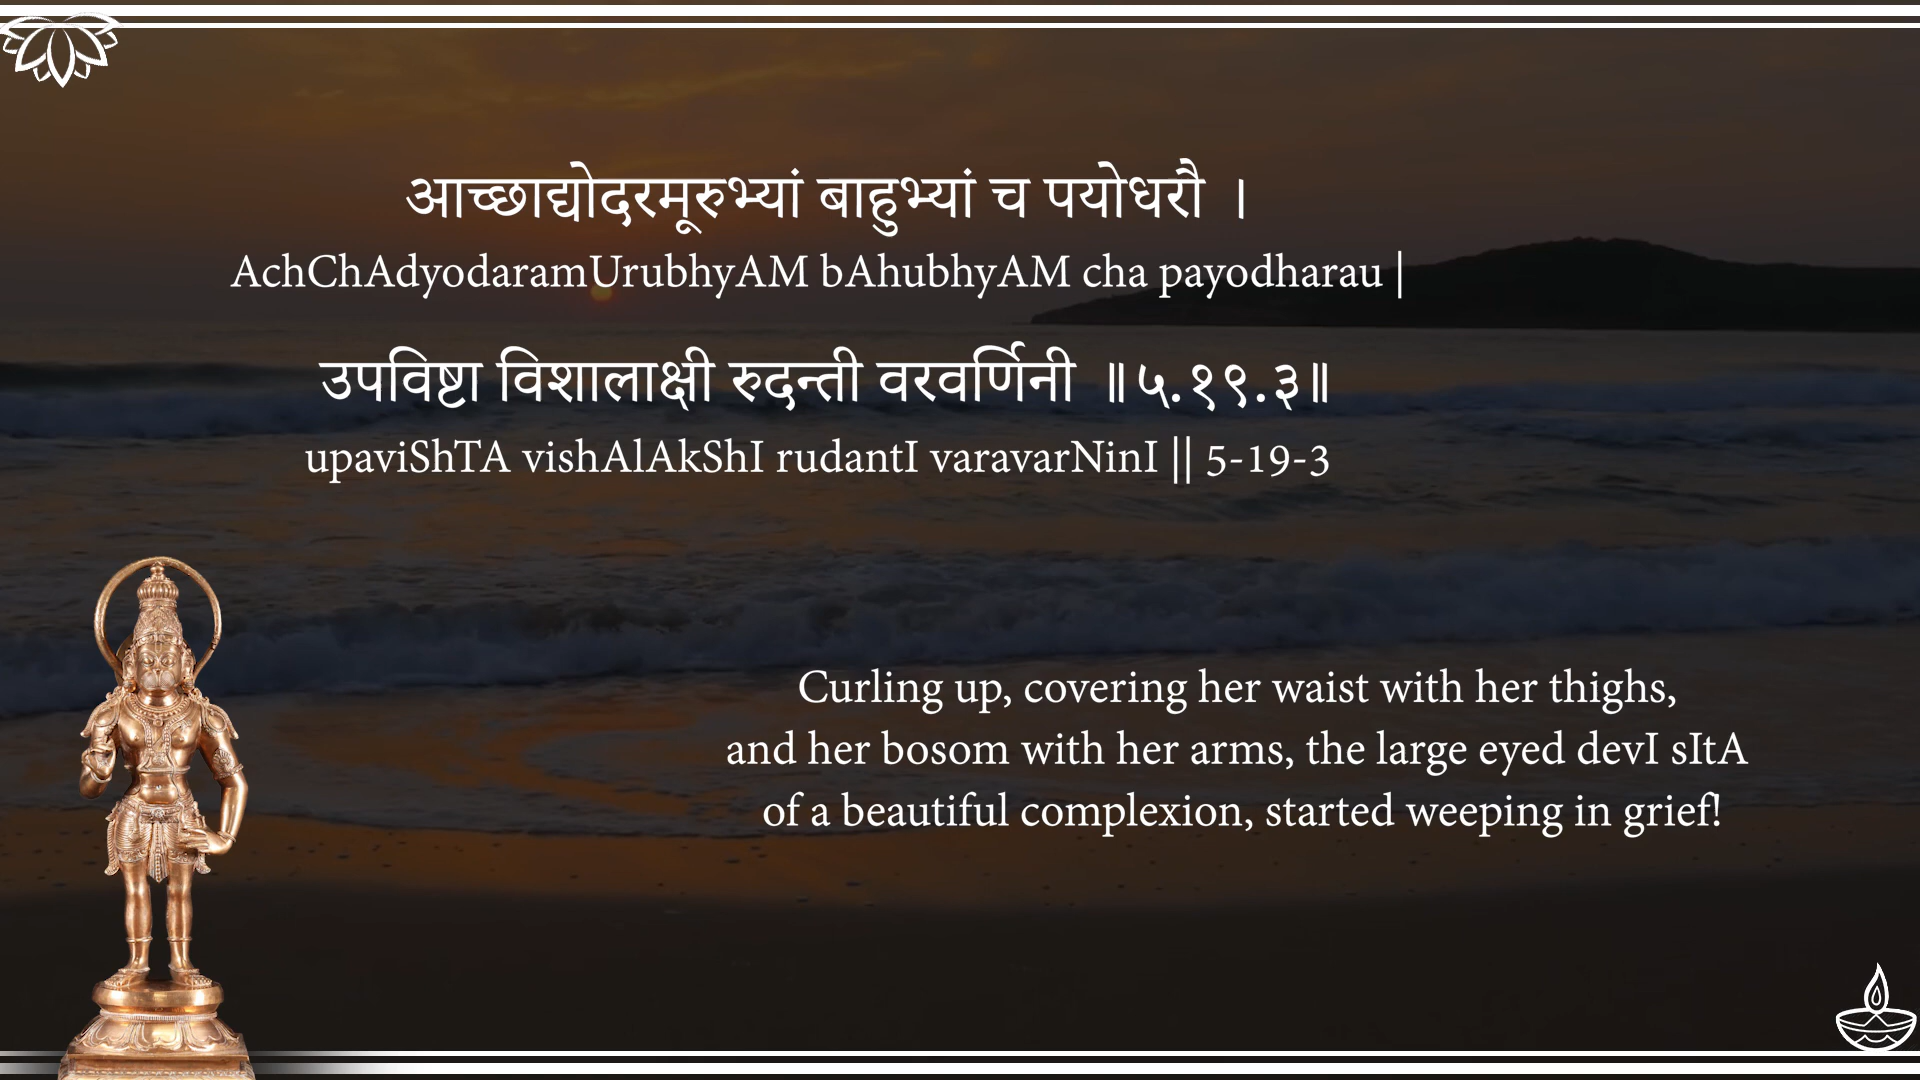 आच्छाद्योदरमूरुभ्यां बाहुभ्यां च पयोधरौ ।
AchChAdyodaramUrubhyAM bAhubhyAM cha payodharau |
उपविष्टा विशालाक्षी रुदन्ती वरवर्णिनी ॥५.१९.३॥
upaviShTA vishAlAkShI rudantI varavarNinI || 5-19-3
Curling up, covering her waist with her thighs,
and her bosom with her arms, the large eyed devI sItA
of a beautiful complexion, started weeping in grief!